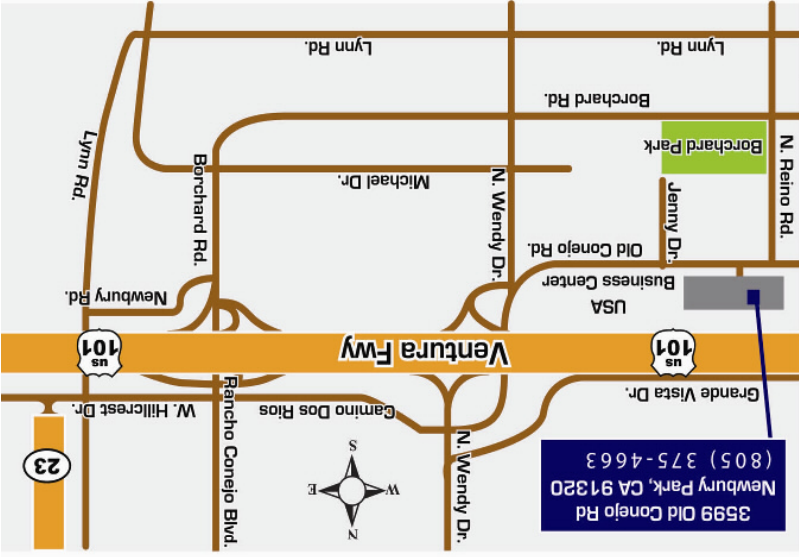 3599 Old Conejo Rd
Newbury Park, CA 91320
(805) 375-4663
N
W
E
S
23
N. Wendy Dr.
Rancho Conejo Blvd.
Grande Vista Dr.
Camino Dos Rios
W. Hillcrest Dr.
US
101
Ventura Fwy
US
101
USA
Business Center
Newbury Rd.
Old Conejo Rd.
N. Reino Rd.
Jenny Dr.
N. Wendy Dr.
Borchard Rd.
Michael Dr.
Lynn Rd.
Borchard Park
Borchard Rd.
Lynn Rd.
Lynn Rd.